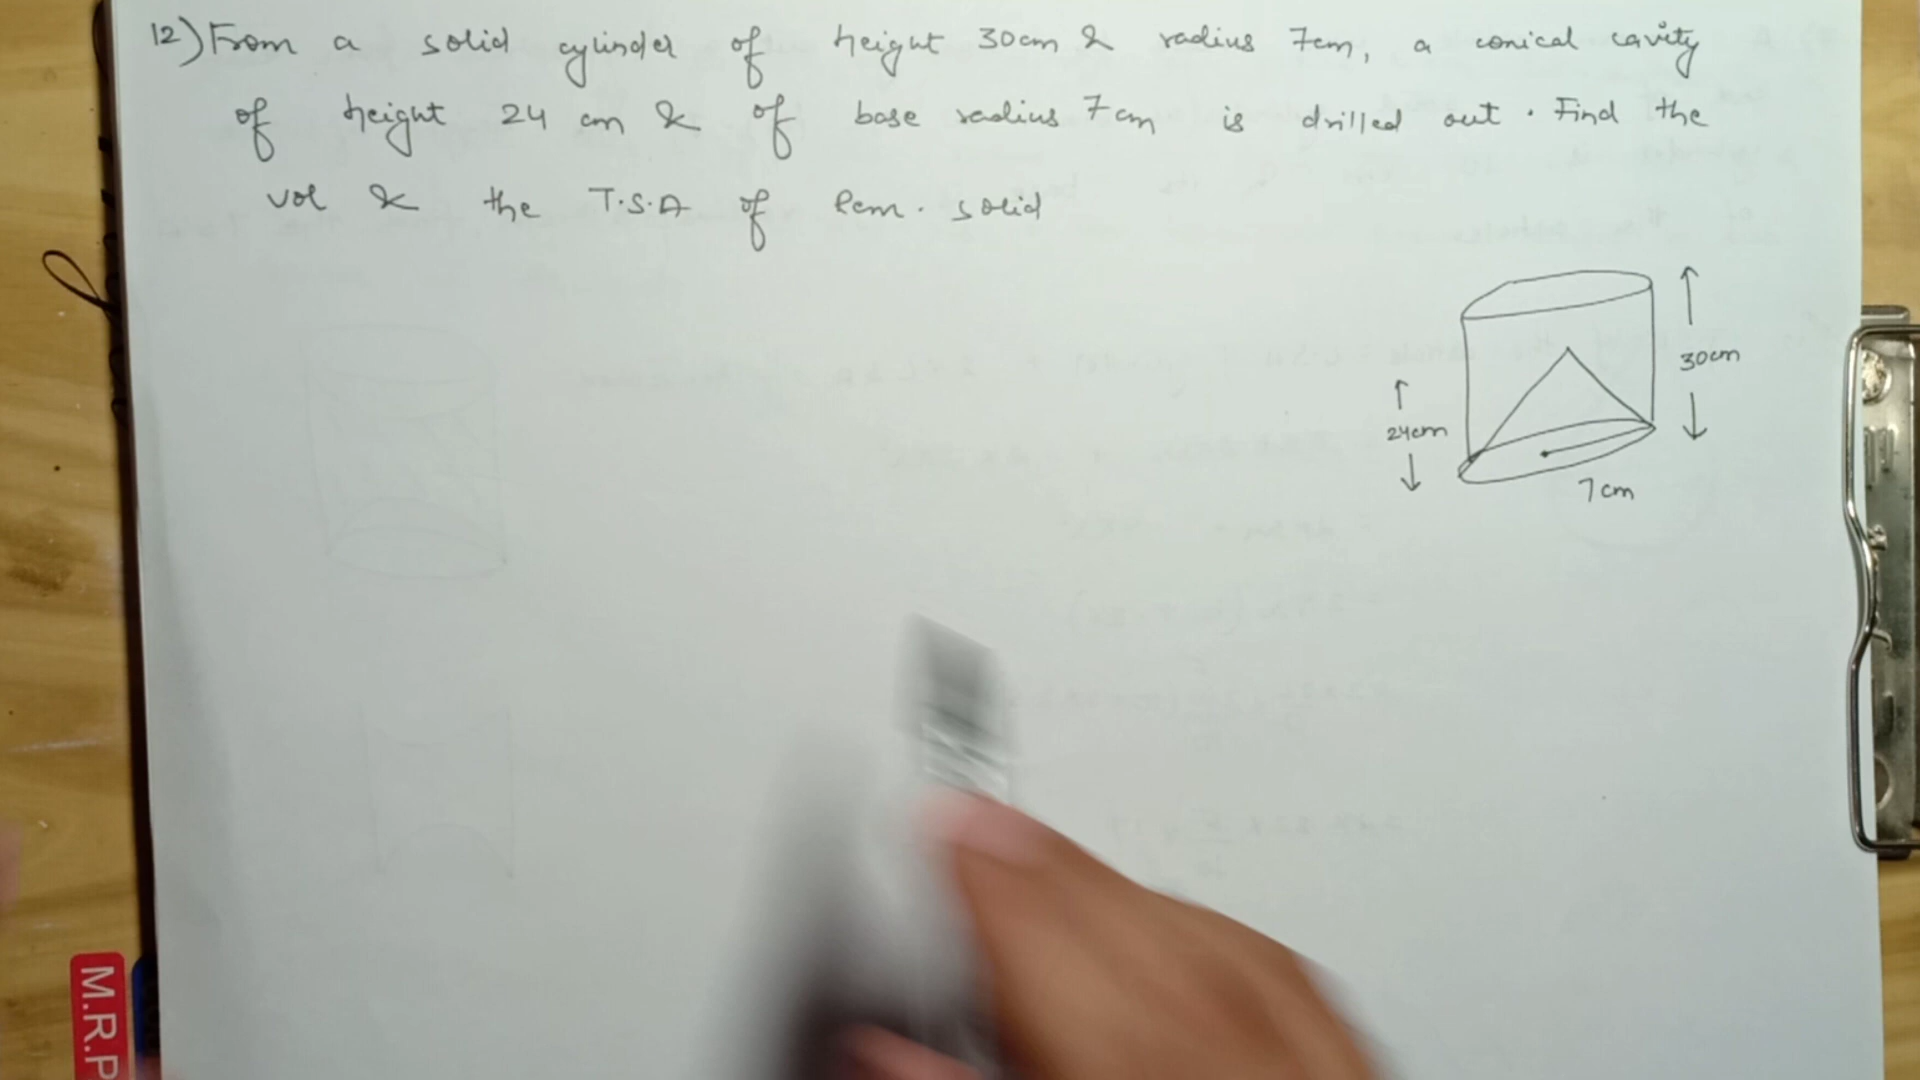 12) From a solid cylinder of height 30cm & radius 7cm, a conical cavity
of height 24 cm & of base radius 7cm is drilled out. Find the
vol & the T.S.A of Rem. solid
30cm
24cm
7cm
M.R.P